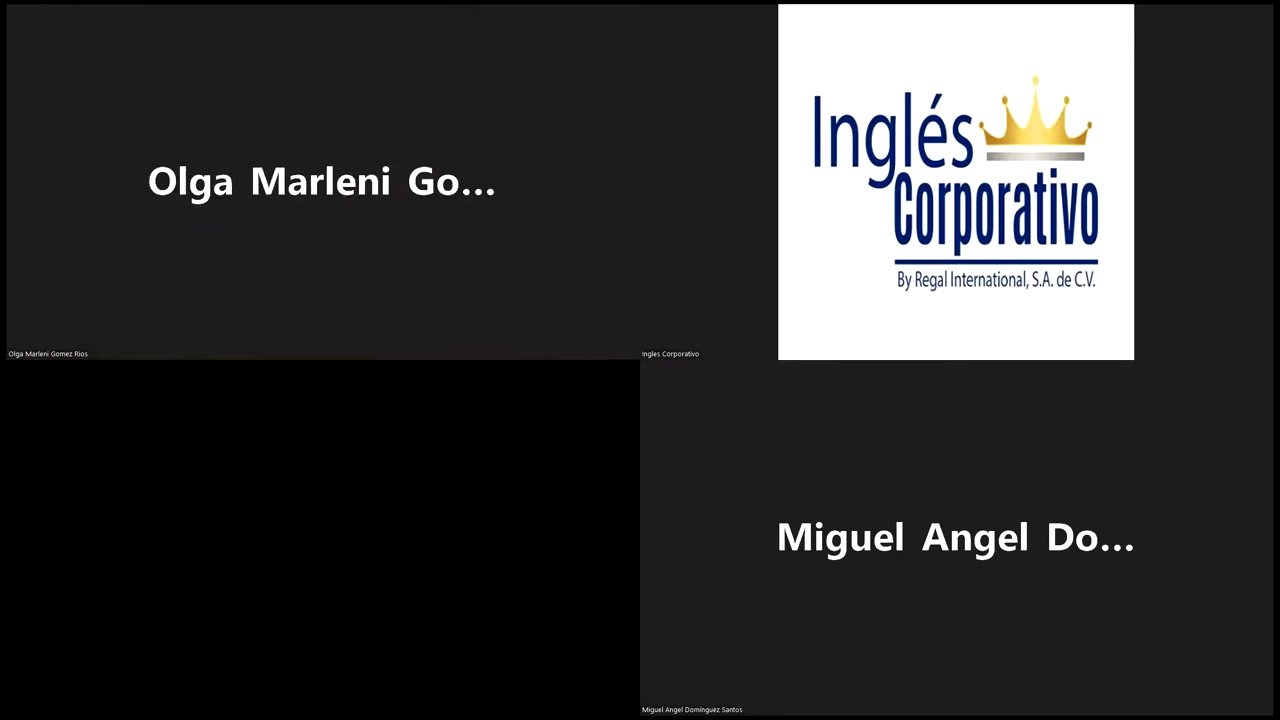 Olga Marleni Go...
Olga Marleni Gomez Rios
Inglés
Corporativo
By Regal International, S.A. de C.V.
Ingles Corporativo
Miguel Angel Do...
Miguel Angel Domínguez Santos